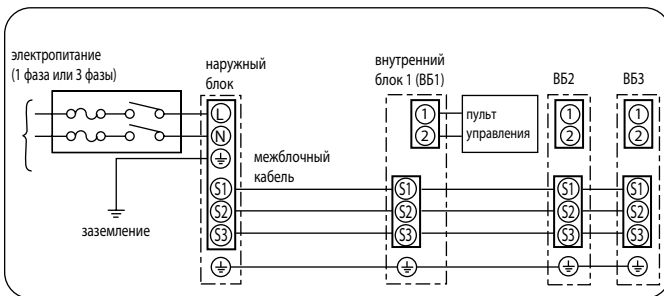 электропитание
(1 фаза или 3 фазы)
наружный
блок
внутренний
блок 1 (ВБ1)
ВБ2
ВБ3
L
N
1
2
пульт
управления
1
2
1
2
межблочный
кабель
заземление
S1
S2
S3
S1
S2
S3
S1
S2
S3
S1
S2
S3